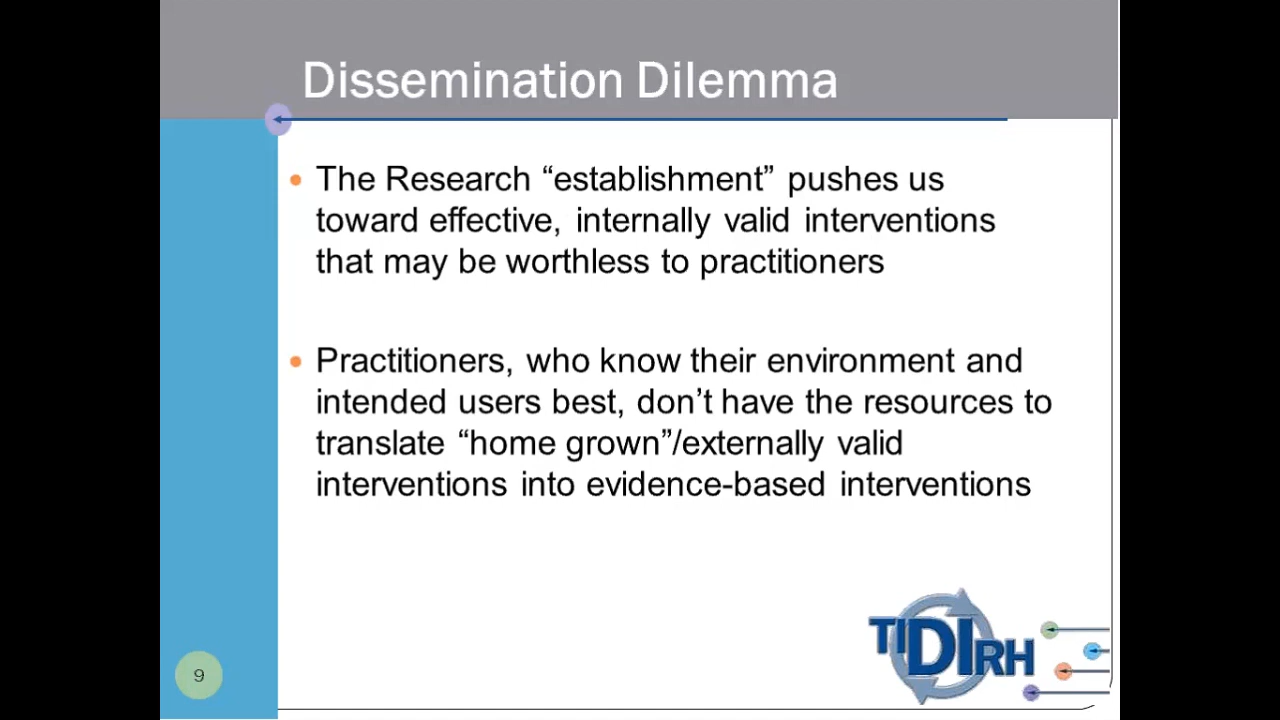 Dissemination Dilemma
The Research “establishment” pushes us
toward effective, internally valid interventions
that may be worthless to practitioners
Practitioners, who know their environment and
intended users best, don’t have the resources to
translate “home grown”/externally valid
interventions into evidence-based interventions
TIDIRH
9